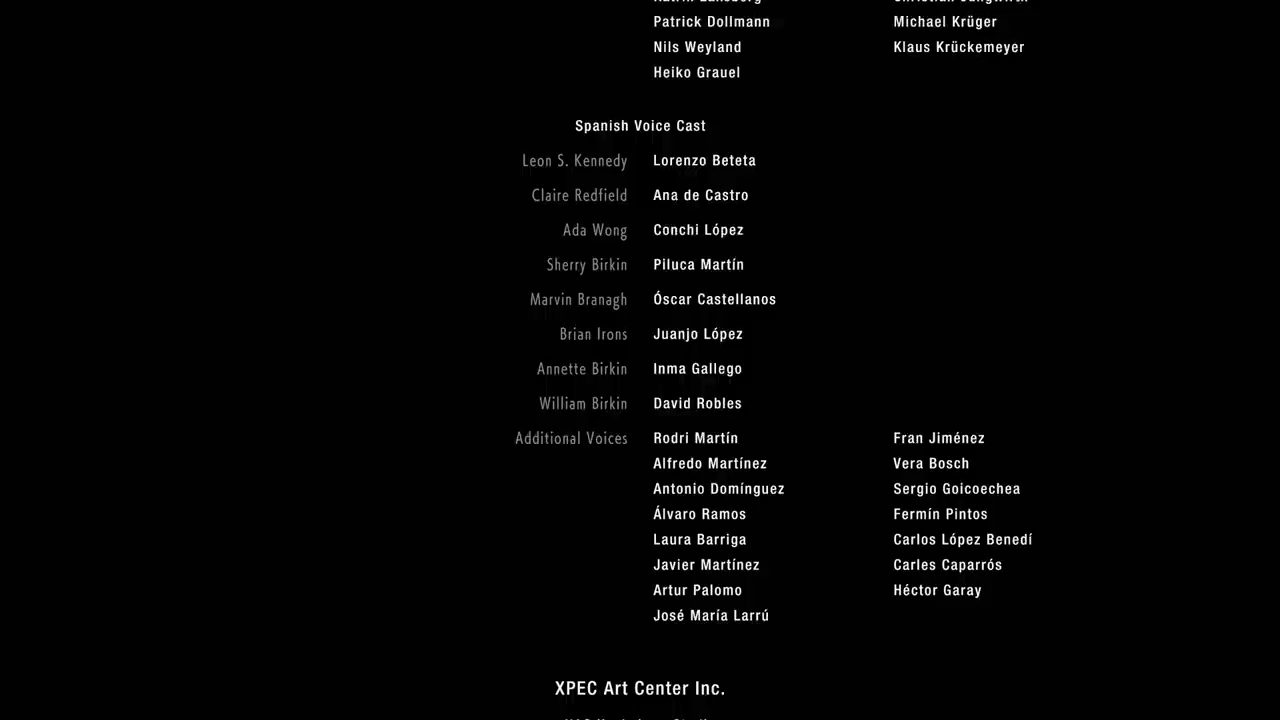 Patrick Dollmann Michael Krüger
Nils Weyland Klaus Krückemeyer
Heiko Grauel
Spanish Voice Cast
Leon S. Kennedy Lorenzo Beteta
Claire Redfield Ana de Castro
Ada Wong Conchi López
Sherry Birkin Piluca Martín
Marvin Branagh Óscar Castellanos
Brian Irons Juanjo López
Annette Birkin Inma Gallego
William Birkin David Robles
Additional Voices Rodri Martín Fran Jiménez
Alfredo Martínez Vera Bosch
Antonio Domínguez Sergio Goicoechea
Álvaro Ramos Fermín Pintos
Laura Barriga Carlos López Benedí
Javier Martínez Carles Caparrós
Artur Palomo Héctor Garay
José María Larrú
XPEC Art Center Inc.